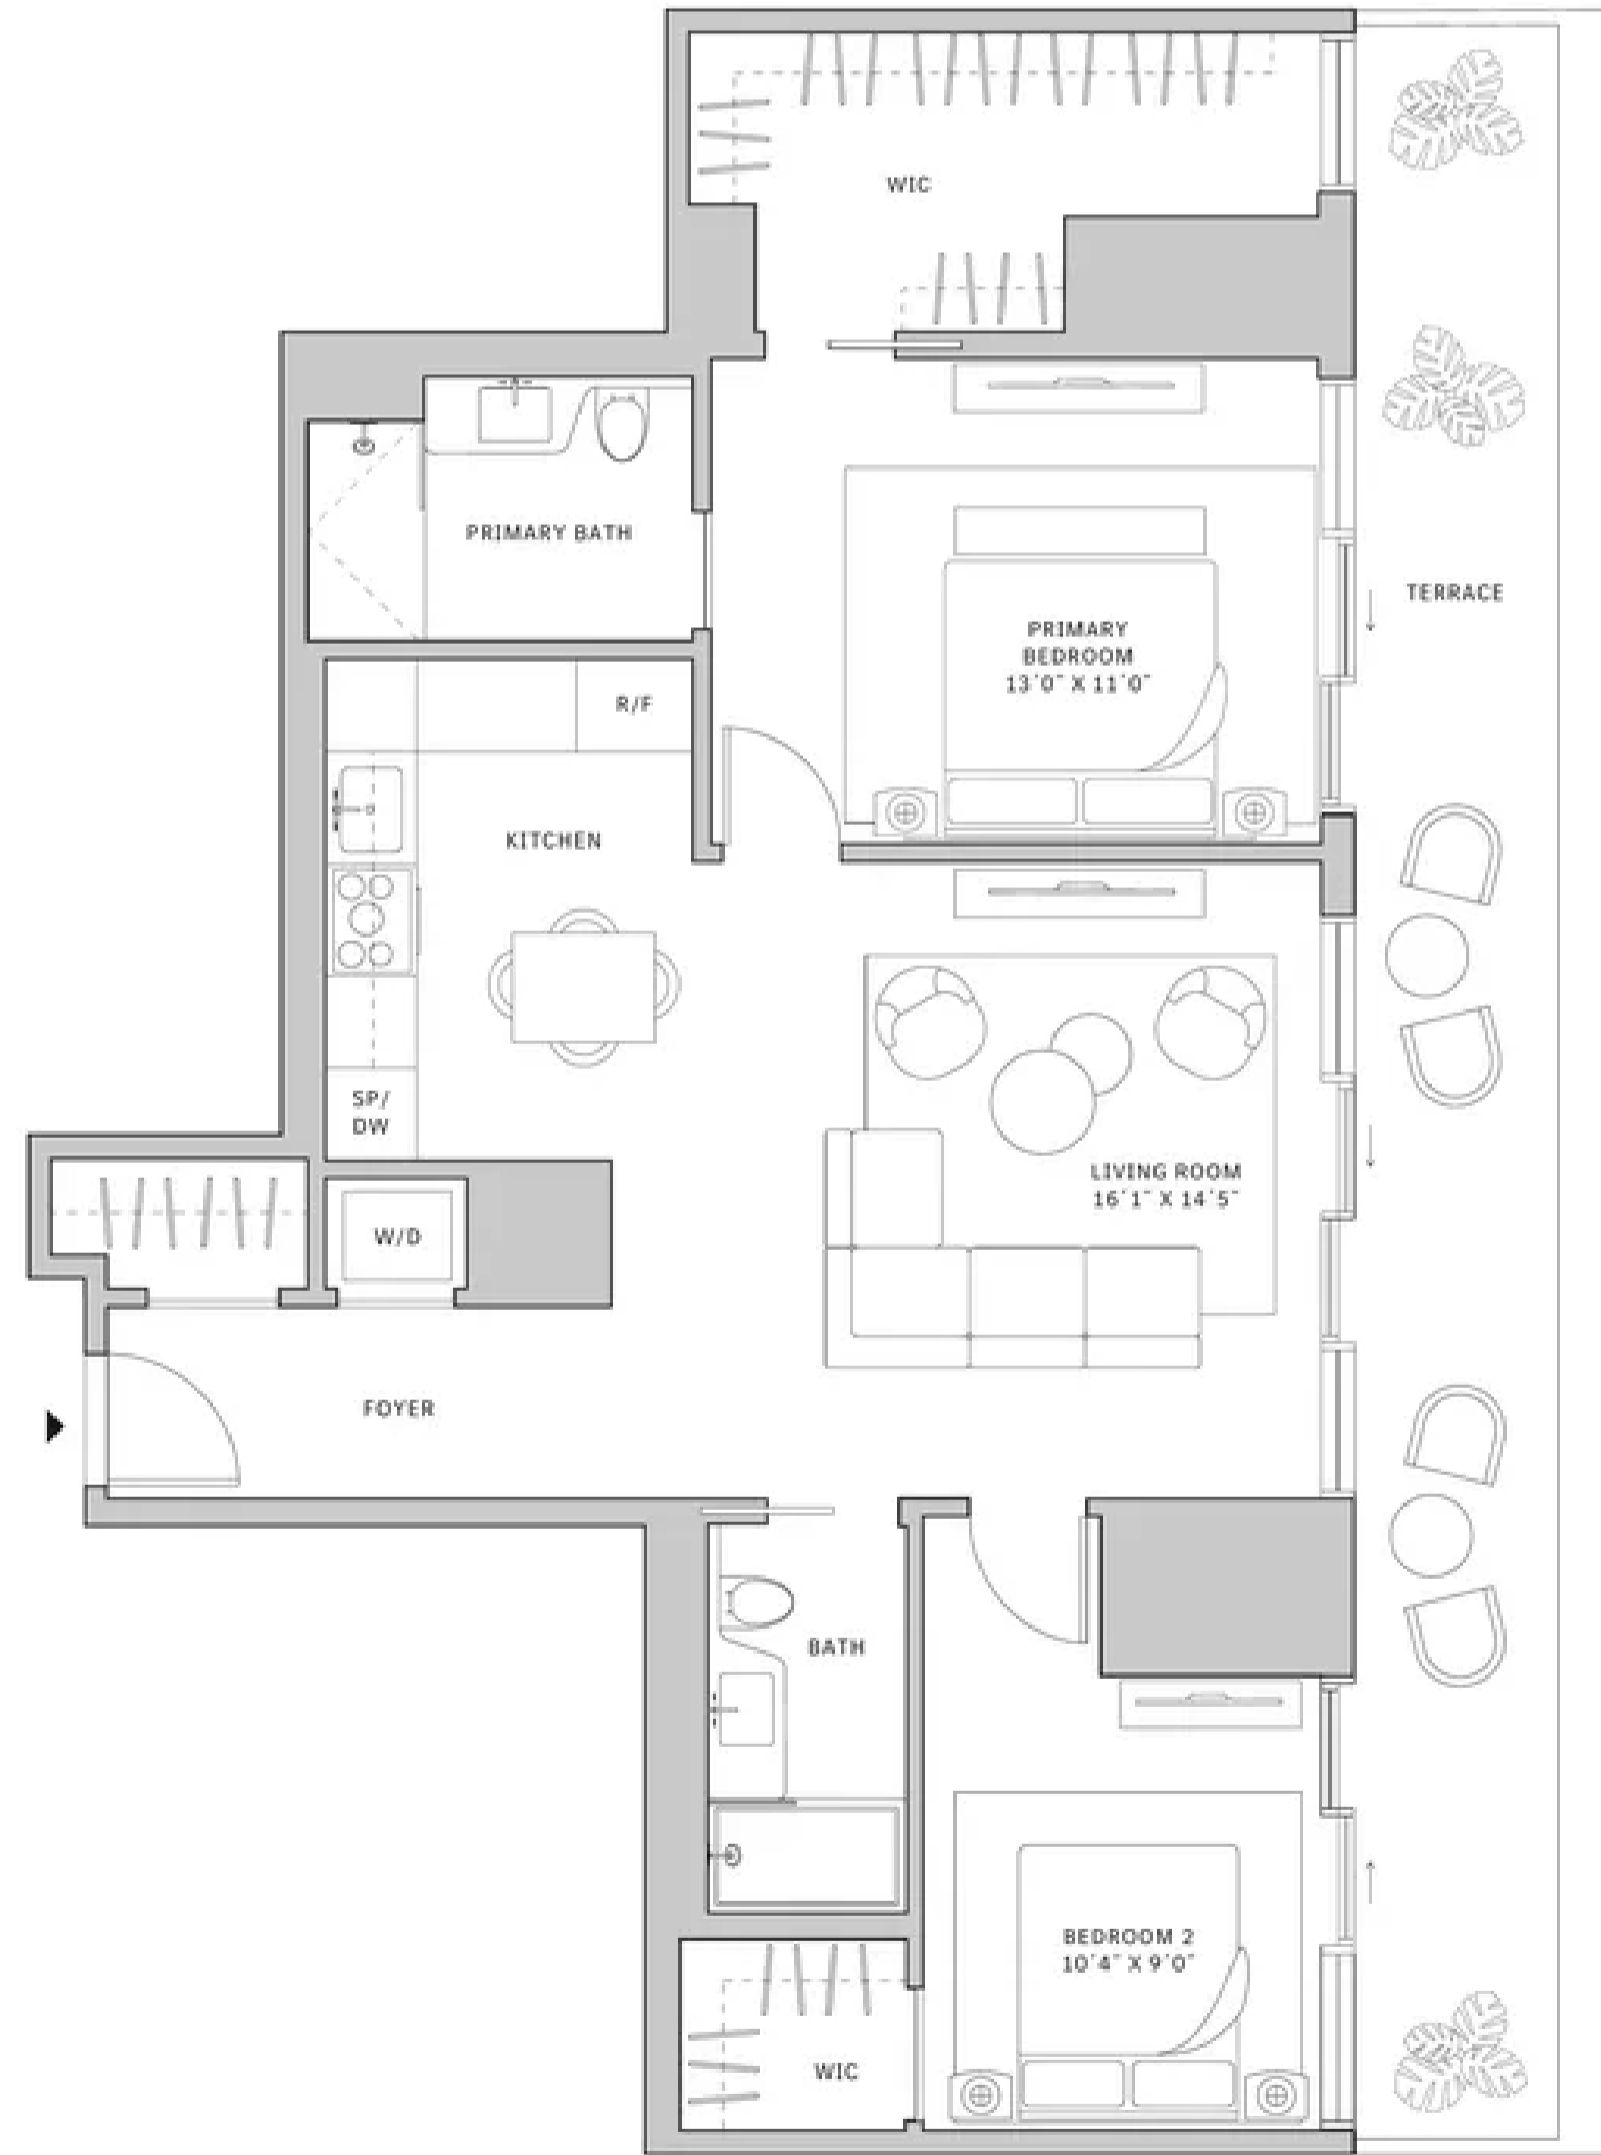 WIC
PRIMARY BATH
TERRACE
PRIMARY
BEDROOM
13'0" X 11'0"
R/F
KITCHEN
SP/
DW
LIVING ROOM
16'1" X 14'5"
W/D
FOYER
BATH
BEDROOM 2
10'4" X 9'0"
WIC